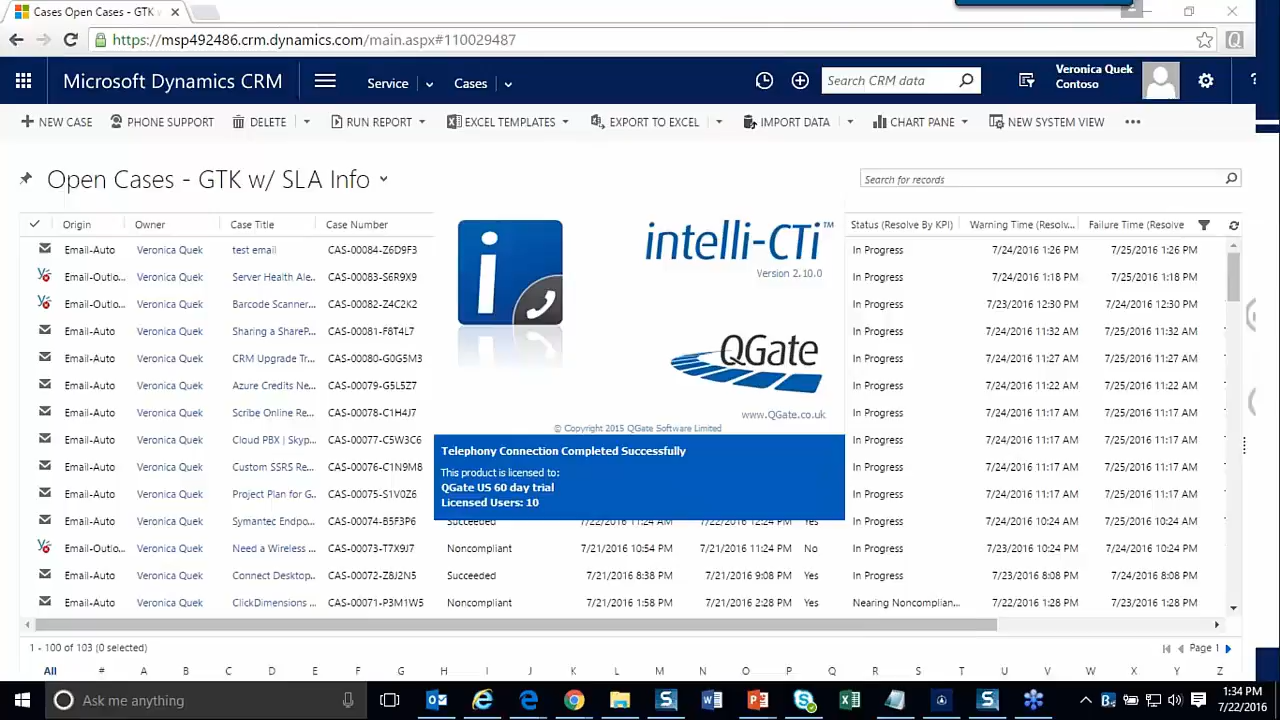 Cases Open Cases - GTK w/
https://msp492486.crm.dynamics.com/main.aspx#110029487
Microsoft Dynamics CRM Service Cases Search CRM data Veronica Quek
Contoso
NEW CASE PHONE SUPPORT DELETE RUN REPORT EXCEL TEMPLATES EXPORT TO EXCEL IMPORT DATA CHART PANE NEW SYSTEM VIEW
Open Cases - GTK w/ SLA Info Search for records
Origin Owner Case Title Case Number Status (Resolve By KPI) Warning Time (Resolv... Failure Time (Resolve
Email-Auto Veronica Quek test email CAS-00084-Z6D9F3 In Progress 7/24/2016 1:26 PM 7/25/2016 1:26 PM
Email-Outlo... Veronica Quek Server Health Ale... CAS-00083-S6R9X9 In Progress 7/24/2016 1:18 PM 7/25/2016 1:18 PM
Email-Outlo... Veronica Quek Barcode Scanner... CAS-00082-Z4C2K2 In Progress 7/23/2016 12:30 PM 7/24/2016 12:30 PM
Email-Auto Veronica Quek Sharing a ShareP... CAS-00081-F8T4L7 In Progress 7/24/2016 11:32 AM 7/25/2016 11:32 AM
Email-Auto Veronica Quek CRM Upgrade Tr... CAS-00080-G0G5M3 In Progress 7/24/2016 11:27 AM 7/25/2016 11:27 AM
Email-Auto Veronica Quek Azure Credits Ne... CAS-00079-G5L5Z7 In Progress 7/24/2016 11:22 AM 7/25/2016 11:22 AM
Email-Auto Veronica Quek Scribe Online Re... CAS-00078-C1H4J7 In Progress 7/24/2016 11:17 AM 7/25/2016 11:17 AM
Email-Auto Veronica Quek Cloud PBX | Skyp... CAS-00077-C5W3C6 In Progress 7/24/2016 11:17 AM 7/25/2016 11:17 AM
Email-Auto Veronica Quek Custom SSRS Re... CAS-00076-C1N9M8 In Progress 7/24/2016 11:17 AM 7/25/2016 11:17 AM
Email-Auto Veronica Quek Project Plan for G... CAS-00075-S1V0Z6 In Progress 7/24/2016 11:17 AM 7/25/2016 11:17 AM
Email-Auto Veronica Quek Symantec Endpo... CAS-00074-B5F3P6 Succeeded 7/22/2016 11:24 AM 7/22/2016 12:24 PM Yes In Progress 7/24/2016 10:24 AM 7/25/2016 10:24 AM
Email-Outlo... Veronica Quek Need a Wireless ... CAS-00073-T7X9J7 Noncompliant 7/21/2016 10:54 PM 7/21/2016 11:24 PM No In Progress 7/23/2016 10:24 PM 7/24/2016 10:24 PM
Email-Auto Veronica Quek Connect Desktop... CAS-00072-Z8J2N5 Succeeded 7/21/2016 8:38 PM 7/21/2016 9:08 PM Yes In Progress 7/23/2016 8:08 PM 7/24/2016 8:08 PM
Email-Auto Veronica Quek ClickDimensions ... CAS-00071-P3M1W5 Noncompliant 7/21/2016 1:58 PM 7/21/2016 2:28 PM Yes Nearing Noncomplian... 7/22/2016 1:28 PM 7/23/2016 1:28 PM
intelli-CTi™
Version 2.10.0
QGate
www.QGate.co.uk
© Copyright 2015 QGate Software Limited
Telephony Connection Completed Successfully
This product is licensed to:
QGate US 60 day trial
Licensed Users: 10
1 - 100 of 103 (0 selected) Page 1
All # A B C D E F G H I J K L M N O P Q R S T U V W X Y Z
Ask me anything 1:34 PM
7/22/2016